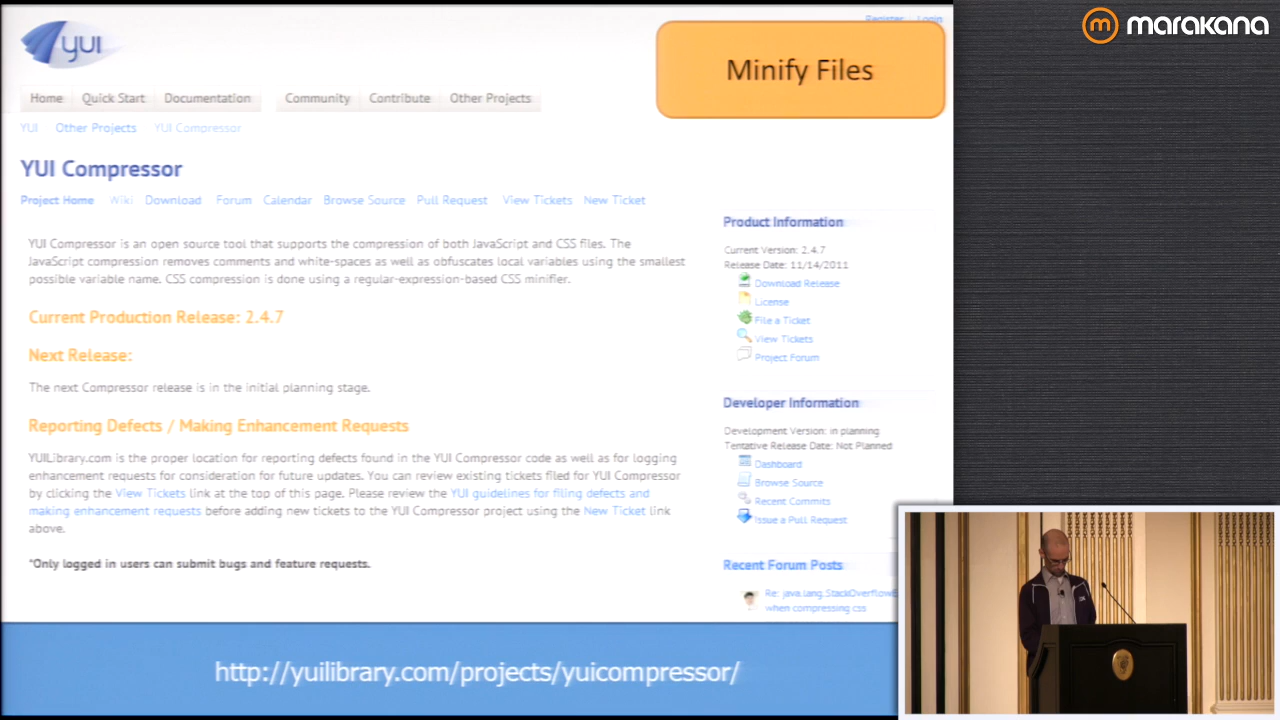 Register Login
YUI
Minify Files
marakana
Home Quick Start Documentation Community Contribute Other Projects
YUI Other Projects YUI Compressor
YUI Compressor
Project Home Wiki Download Forum Calendar Browse Source Pull Request View Tickets New Ticket
YUI Compressor is an open source tool that supports the compression of both JavaScript and CSS files. The
JavaScript compression removes comments and white-spaces as well as obfuscates local variables using the smallest
possible variable name. CSS compression is done using a regular-expression-based CSS minifier.
Current Production Release: 2.4.7
Next Release:
The next Compressor release is in the initial planning stage.
Reporting Defects / Making Enhancement Requests
YUILibrary.com is the proper location for reporting defects found in the YUI Compressor code as well as for logging
enhancement requests for consideration for future updates. You can review existing tickets filed for YUI Compressor
by clicking the View Tickets link at the top of this page. Please review the YUI guidelines for filing defects and
making enhancement requests before adding new tickets to the YUI Compressor project using the New Ticket link
above.
*Only logged in users can submit bugs and feature requests.
Product Information
Current Version: 2.4.7
Release Date: 11/14/2011
Download Release
License
File a Ticket
View Tickets
Project Forum
Developer Information
Development Version: in planning
Tentative Release Date: Not Planned
Dashboard
Browse Source
Recent Commits
Issue a Pull Request
Recent Forum Posts
Re: java.lang.StackOverflowE
when compressing css
http://yuilibrary.com/projects/yuicompressor/